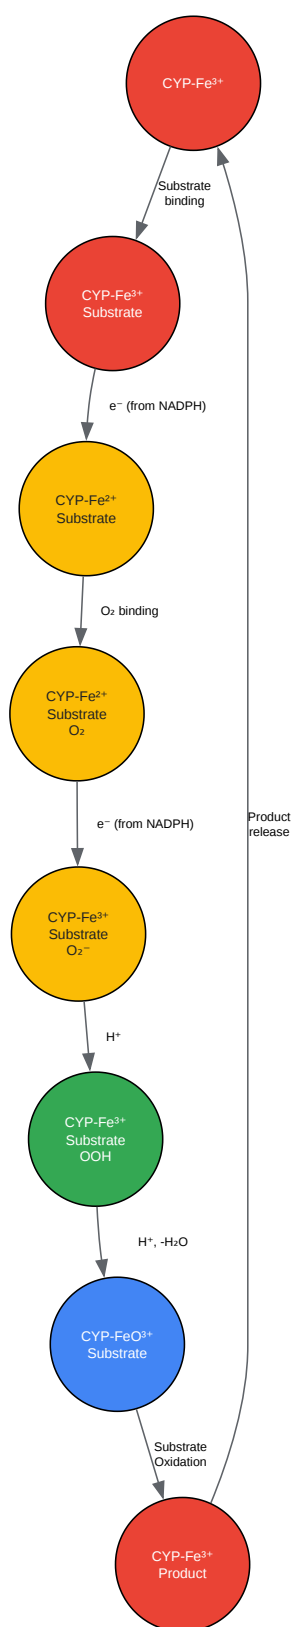 CYP-Fe³⁺
Substrate
binding
CYP-Fe³⁺
Substrate
e⁻ (from NADPH)
CYP-Fe²⁺
Substrate
O₂ binding
CYP-Fe²⁺
Substrate
O₂
e⁻ (from NADPH)
Product
release
CYP-Fe³⁺
Substrate
O₂⁻
H⁺
CYP-Fe³⁺
Substrate
OOH
H⁺, -H₂O
CYP-FeO³⁺
Substrate
Substrate
Oxidation
CYP-Fe³⁺
Product